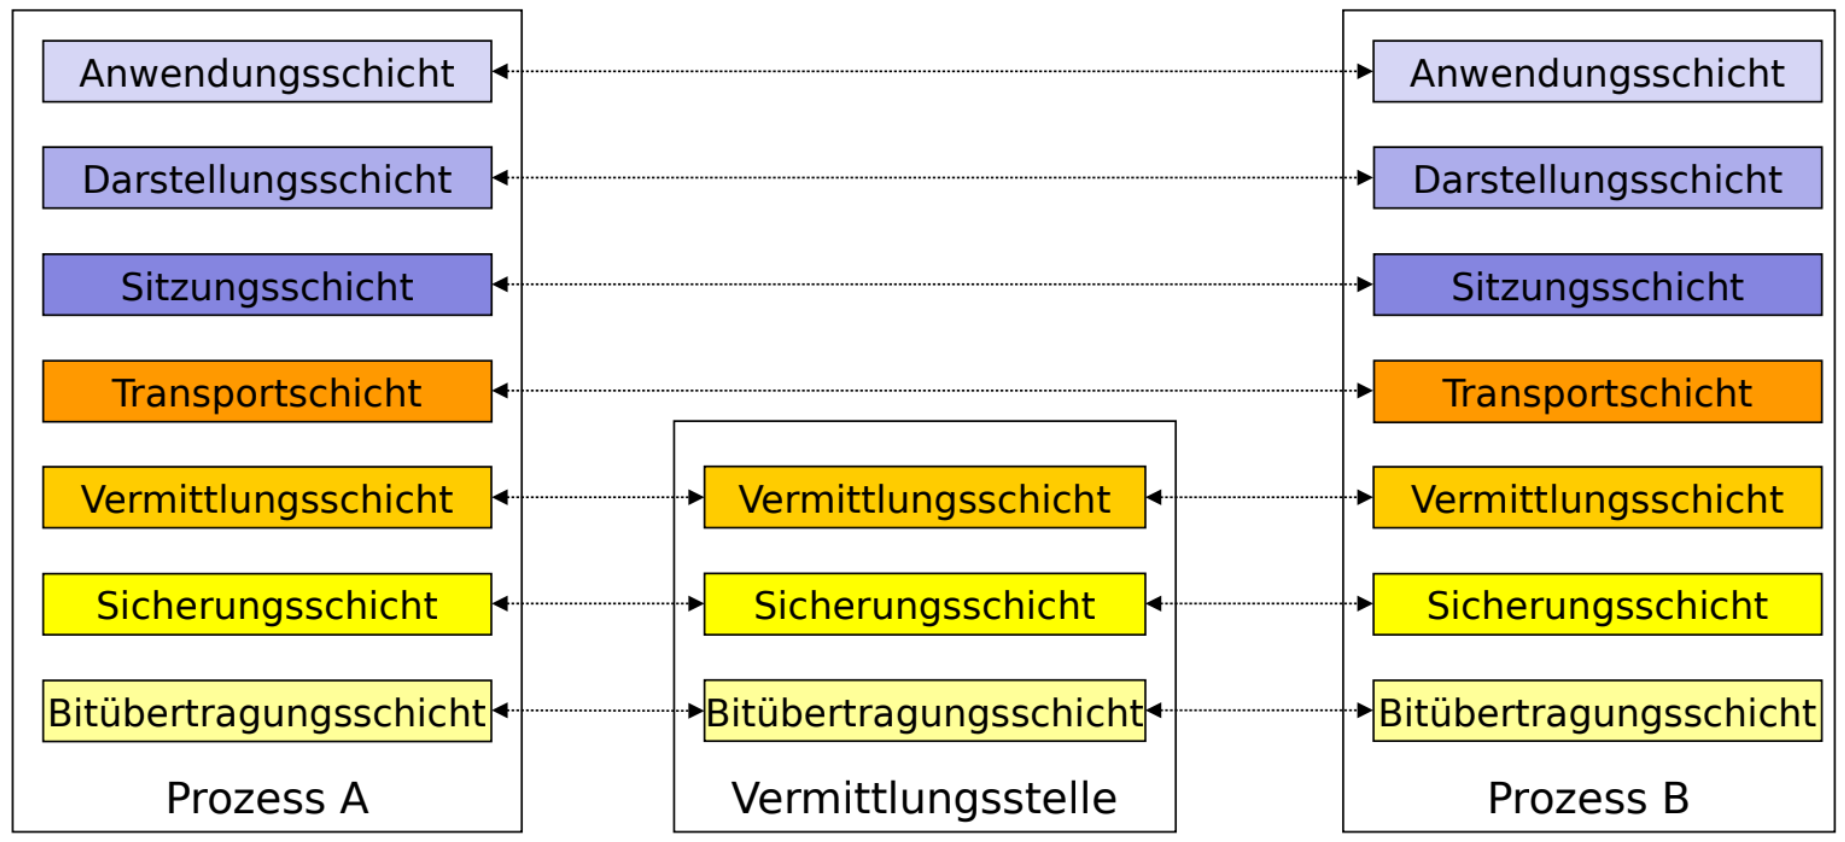 Anwendungsschicht
Anwendungsschicht
Darstellungsschicht
Darstellungsschicht
Sitzungsschicht
Sitzungsschicht
Transportschicht
Transportschicht
Vermittlungsschicht
Vermittlungsschicht
Vermittlungsschicht
Sicherungsschicht
Sicherungsschicht
Sicherungsschicht
Bitübertragungsschicht
Bitübertragungsschicht
Bitübertragungsschicht
Prozess A
Vermittlungsstelle
Prozess B